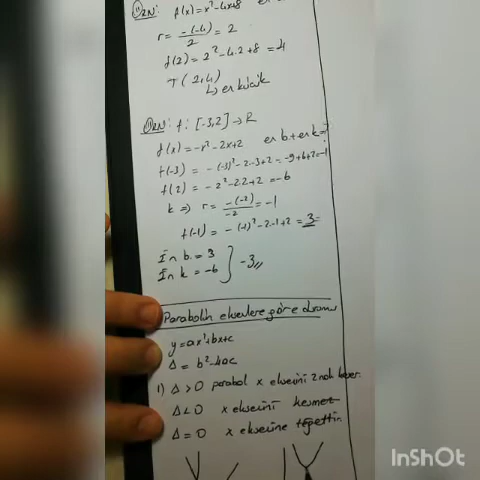 ÖRN: f(x)=x²-4x+8 en
r = -(-4)/2 = 2
f(2) = 2²-4.2+8 = 4
T(2,4)
↳ en küçük
ÖRN: f: [-3,2] → R
f(x) = -x²-2x+2 en b + en k = ?
f(-3) = -(-3)²-2.-3+2 = -9+6+2=-1
f(2) = -2²-2.2+2 = -6
k ⇒ r = -(-2)/-2 = -1
f(-1) = -(-1)²-2.-1+2 = 3
En b = 3
En k = -6 } -3
Parabolün eksenlere göre durumu
y = ax²+bx+c
Δ = b²-4ac
1) Δ>0 parabol x eksenini 2 nok keser.
Δ<0 x eksenini kesmez
Δ=0 x eksenine teğettir.
InShOt